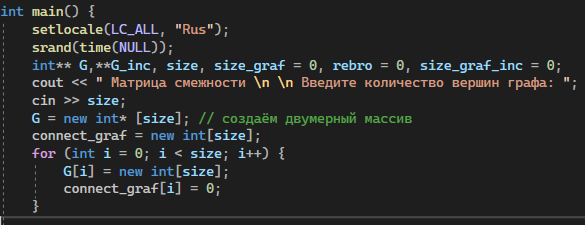 int main() {
setlocale(LC_ALL, "Rus");
srand(time(NULL));
int** G,**G_inc, size, size_graf = 0, rebro = 0, size_graf_inc = 0;
cout << " Матрица смежности \n \n Введите количество вершин графа: ";
cin >> size;
G = new int* [size]; // создаём двумерный массив
connect_graf = new int[size];
for (int i = 0; i < size; i++) {
G[i] = new int[size];
connect_graf[i] = 0;
}